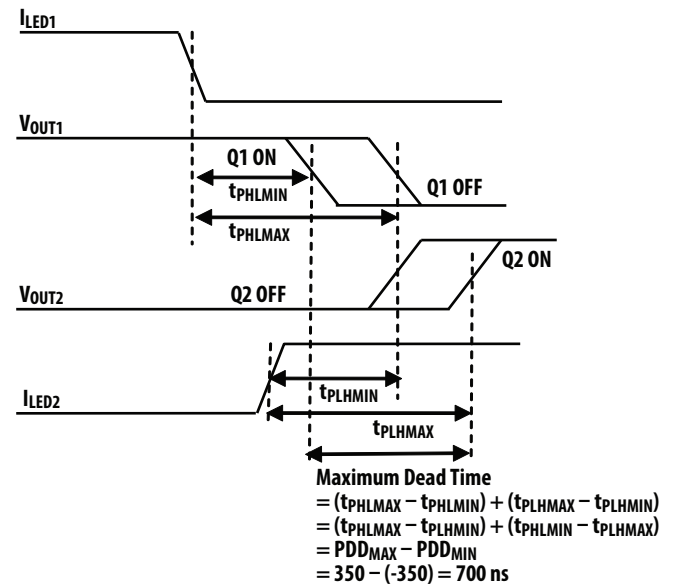 ILED1
VOUT1
Q1 ON
tPHLMIN
Q1 OFF
tPHLMAX
Q2 ON
VOUT2
Q2 OFF
tPLHMIN
ILED2
tPLHMAX
Maximum Dead Time
= (tPHLMAX – tPHLMIN) + (tPLHMAX – tPLHMIN)
= (tPHLMAX – tPHLMIN) + (tPHLMIN – tPLHMAX)
= PDDMAX – PDDMIN
= 350 – (-350) = 700 ns